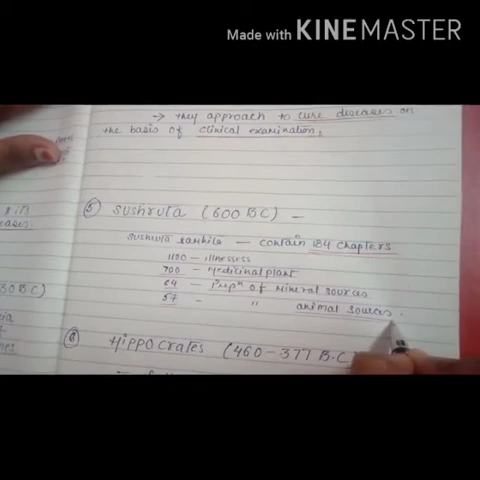 Made with KINEMASTER
→ they approach to cure diseases on
the basis of clinical examination.
⑤ Sushruta (600 BC) —
Sushruta samhita — contain 184 chapters
1120 — illnessess
700 — medicinal plant
64 — prepⁿ of mineral sources
57 — " animal sources.
⑥ Hippocrates (460-377 B.C)